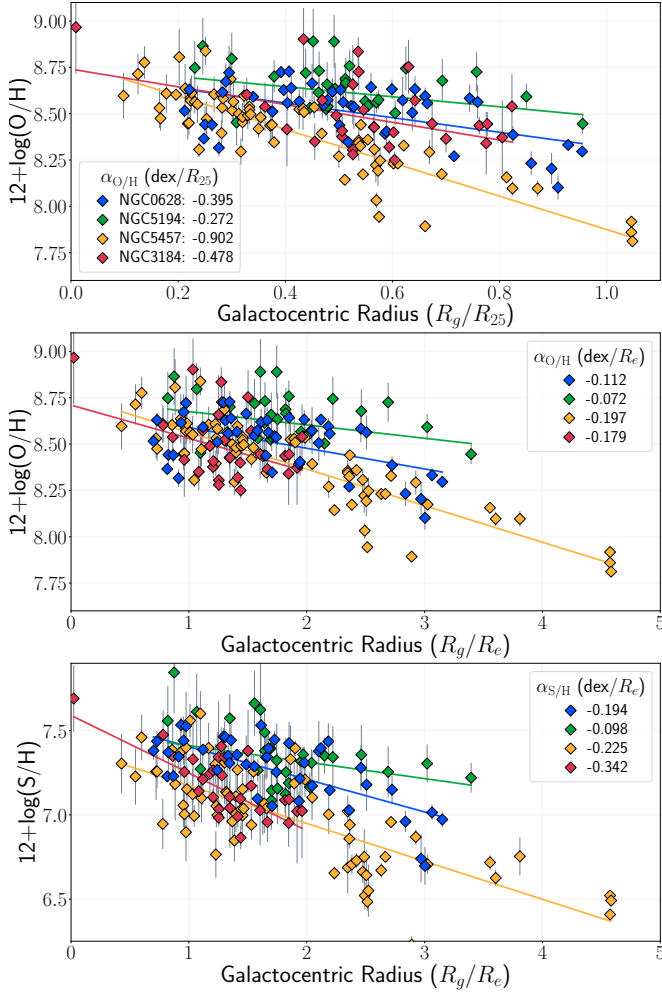 9.00
8.75
8.50
8.25
8.00
7.75
12+log(O/H)
α_O/H (dex/R_25)
NGC0628: -0.395
NGC5194: -0.272
NGC5457: -0.902
NGC3184: -0.478
0.0 0.2 0.4 0.6 0.8 1.0
Galactocentric Radius (R_g/R_25)
9.00
8.75
8.50
8.25
8.00
7.75
12+log(O/H)
α_O/H (dex/R_e)
-0.112
-0.072
-0.197
-0.179
0 1 2 3 4 5
Galactocentric Radius (R_g/R_e)
7.5
7.0
6.5
12+log(S/H)
α_S/H (dex/R_e)
-0.194
-0.098
-0.225
-0.342
0 1 2 3 4 5
Galactocentric Radius (R_g/R_e)